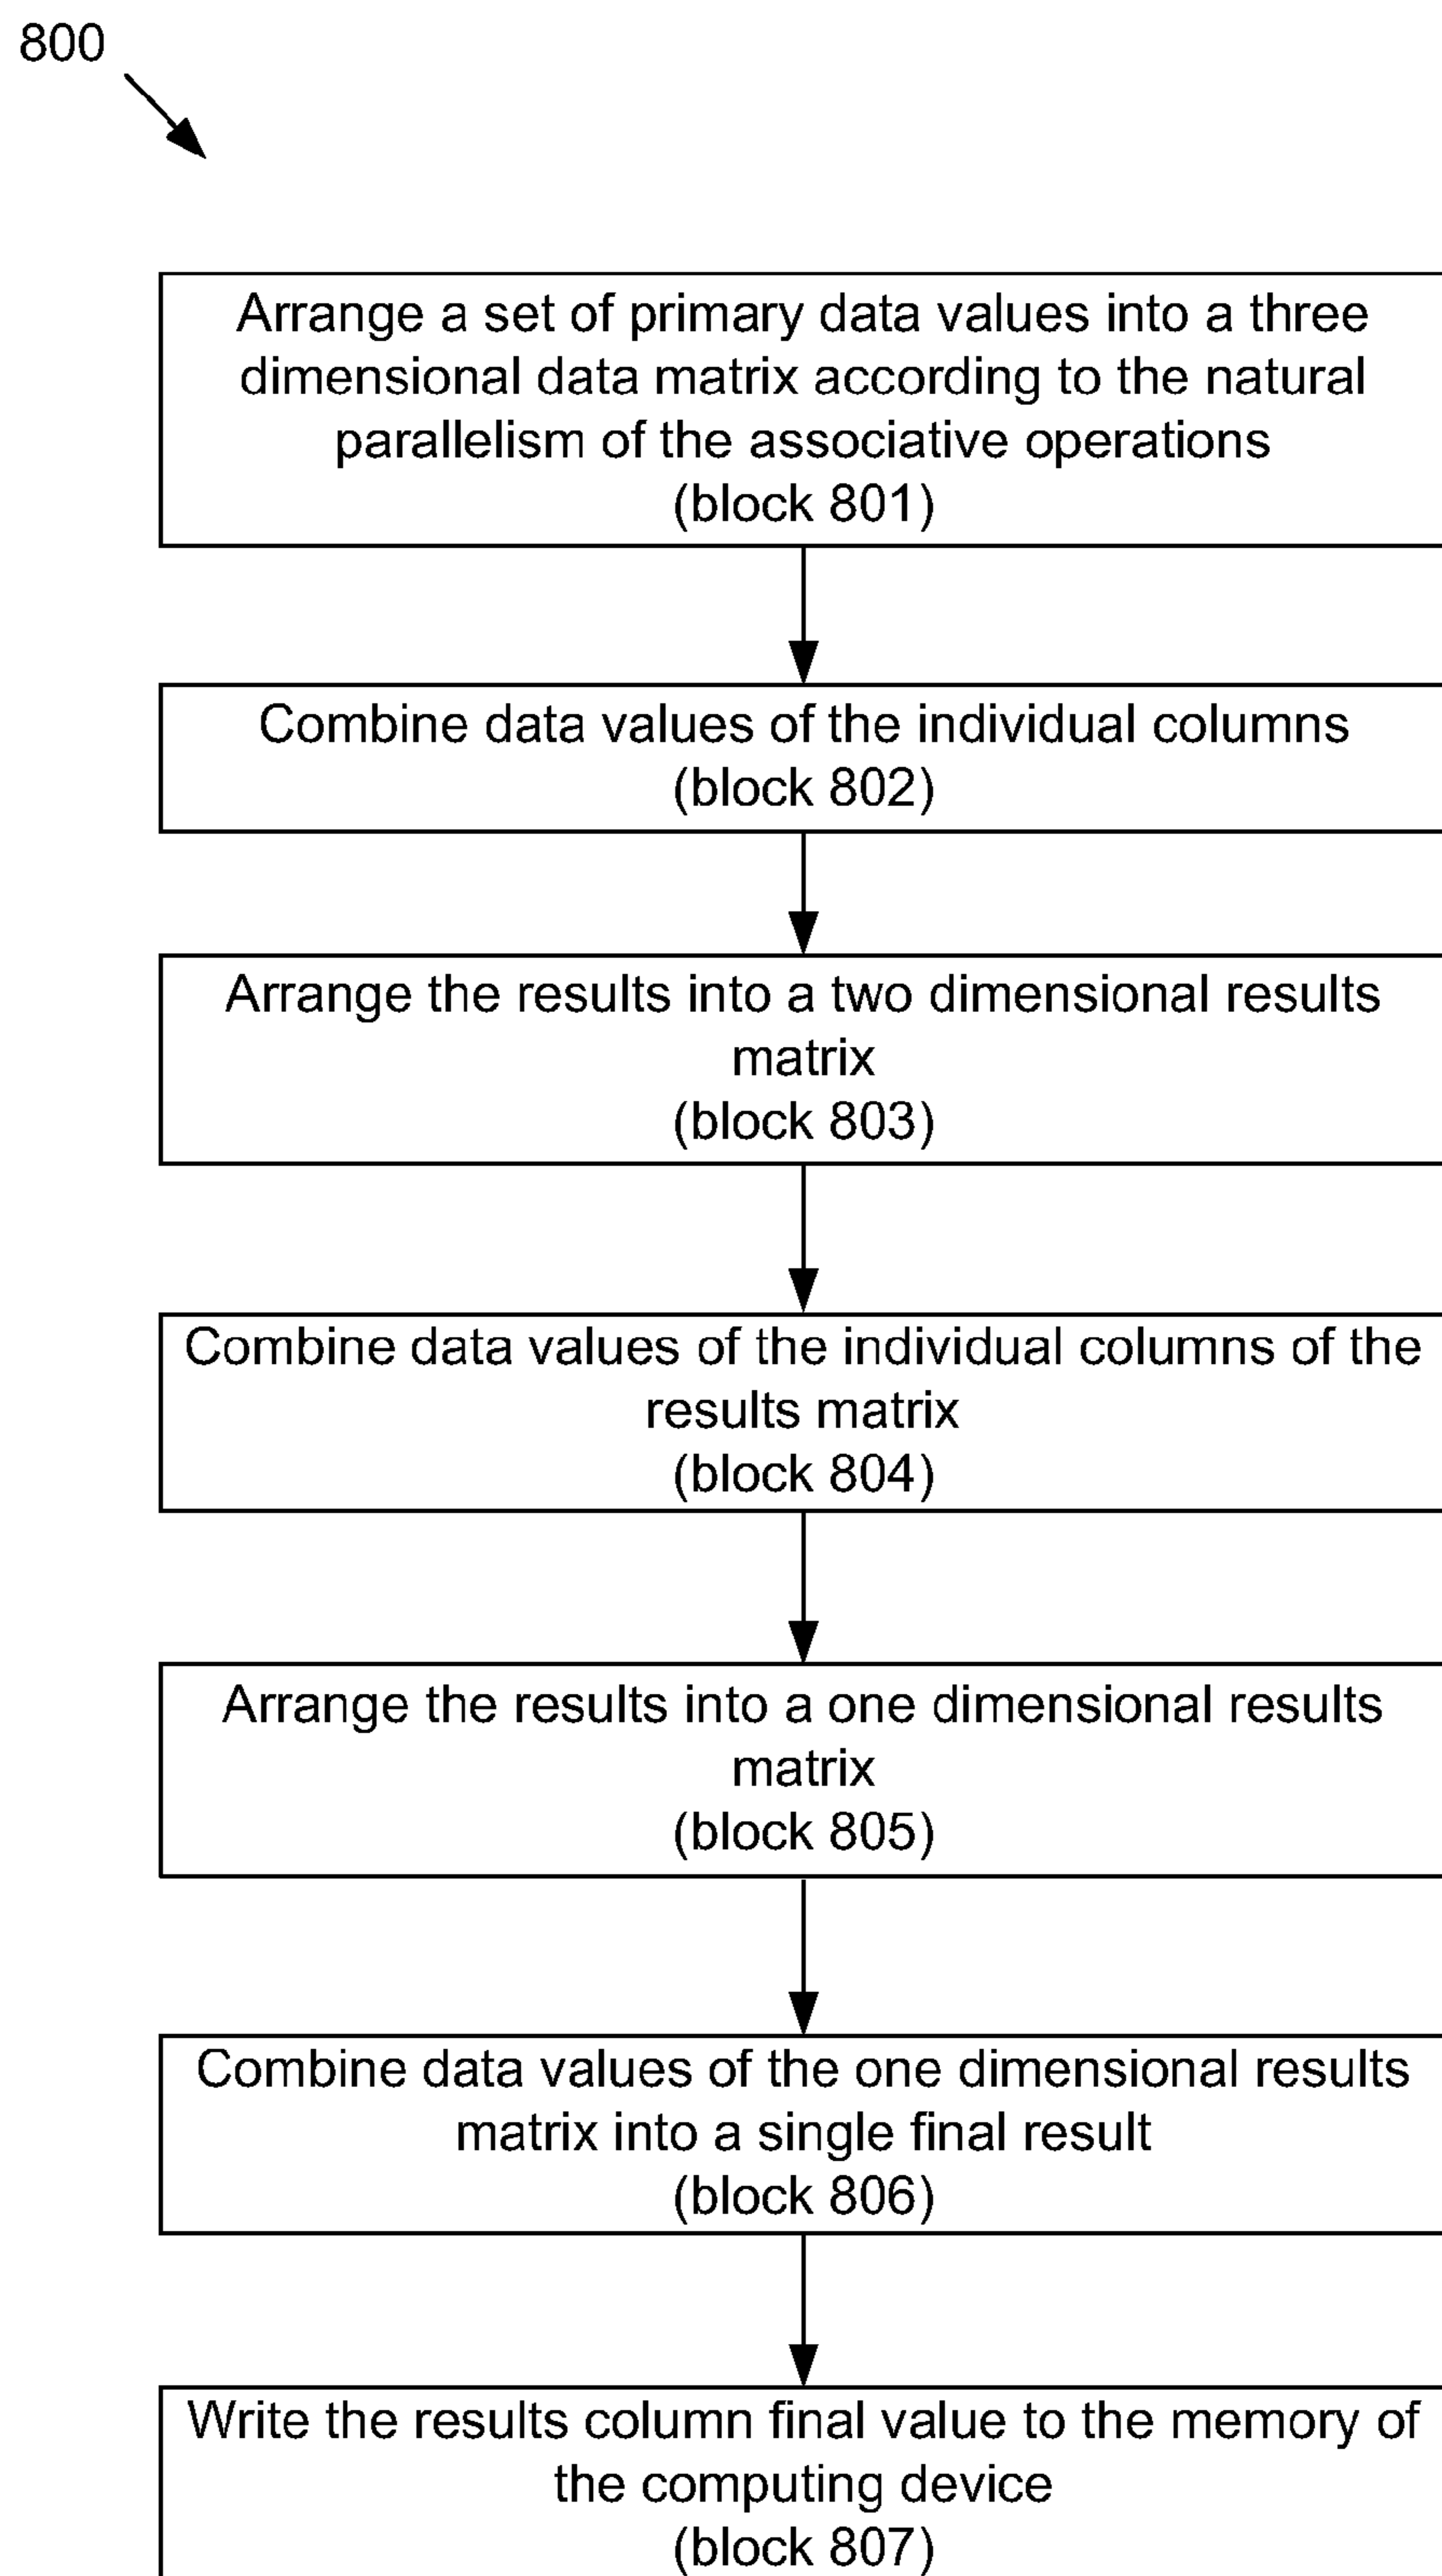 800
Arrange a set of primary data values into a three
dimensional data matrix according to the natural
parallelism of the associative operations
(block 801)
Combine data values of the individual columns
(block 802)
Arrange the results into a two dimensional results
matrix
(block 803)
Combine data values of the individual columns of the
results matrix
(block 804)
Arrange the results into a one dimensional results
matrix
(block 805)
Combine data values of the one dimensional results
matrix into a single final result
(block 806)
Write the results column final value to the memory of
the computing device
(block 807)